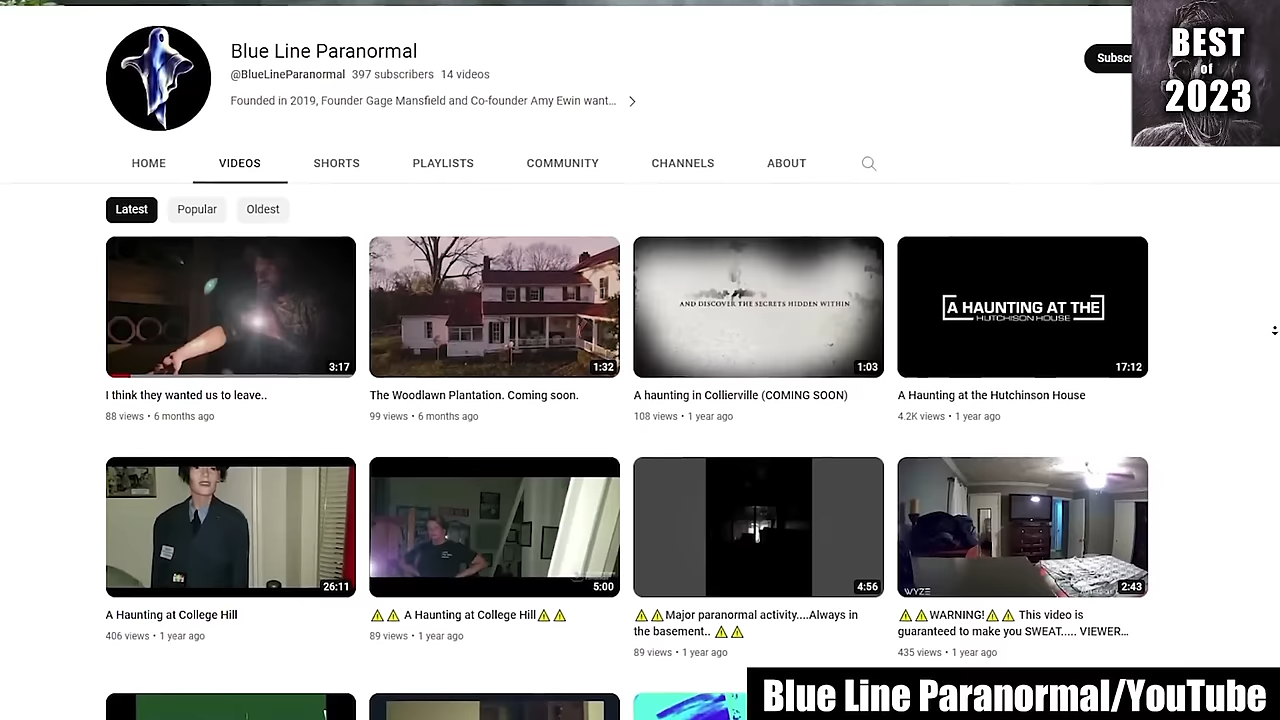 Blue Line Paranormal
@BlueLineParanormal 397 subscribers 14 videos
Subscr
Founded in 2019, Founder Gage Mansfield and Co-founder Amy Ewin want...
BEST
of
2023
HOME VIDEOS SHORTS PLAYLISTS COMMUNITY CHANNELS ABOUT
Latest Popular Oldest
3:17
1:32
AND DISCOVER THE SECRETS HIDDEN WITHIN
1:03
A HAUNTING AT THE
HUTCHISON HOUSE
17:12
I think they wanted us to leave..
88 views • 6 months ago
The Woodlawn Plantation. Coming soon.
99 views • 6 months ago
A haunting in Collierville (COMING SOON)
108 views • 1 year ago
A Haunting at the Hutchinson House
4.2K views • 1 year ago
26:11
5:00
4:56
WYZE
2:43
A Haunting at College Hill
406 views • 1 year ago
⚠️⚠️ A Haunting at College Hill⚠️⚠️
89 views • 1 year ago
⚠️⚠️Major paranormal activity....Always in
the basement.. ⚠️⚠️
89 views • 1 year ago
⚠️⚠️WARNING!⚠️⚠️ This video is
guaranteed to make you SWEAT..... VIEWER...
435 views • 1 year ago
Blue Line Paranormal/YouTube